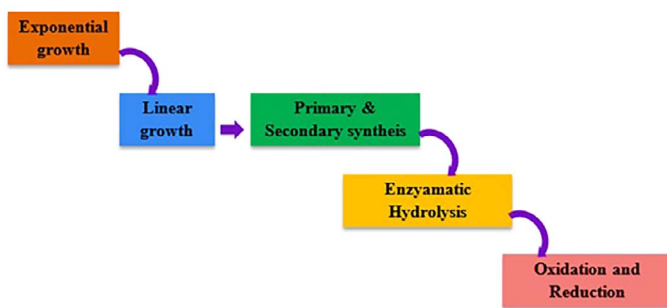 Exponential
growth
Linear
growth
Primary &
Secondary syntheis
Enzyamatic
Hydrolysis
Oxidation and
Reduction